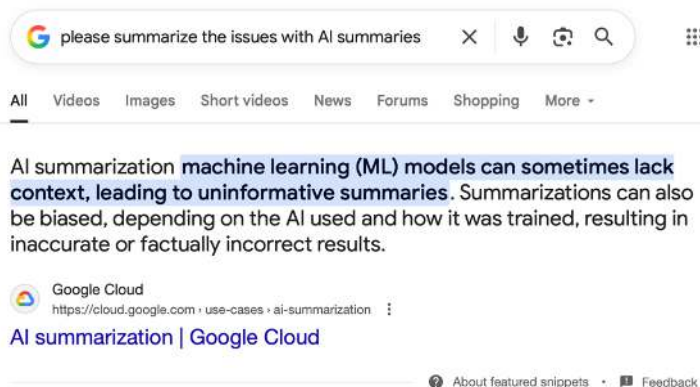 please summarize the issues with AI summaries
All Videos Images Short videos News Forums Shopping More
AI summarization machine learning (ML) models can sometimes lack
context, leading to uninformative summaries. Summarizations can also
be biased, depending on the AI used and how it was trained, resulting in
inaccurate or factually incorrect results.
Google Cloud
https://cloud.google.com › use-cases › ai-summarization
AI summarization | Google Cloud
About featured snippets • Feedback